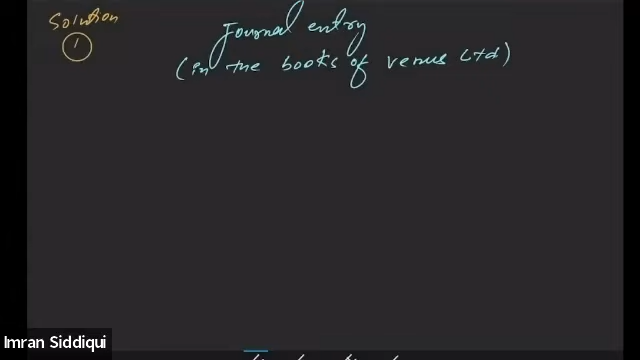 Solution
1
Journal entry
(in the books of venus Ltd)
Imran Siddiqui